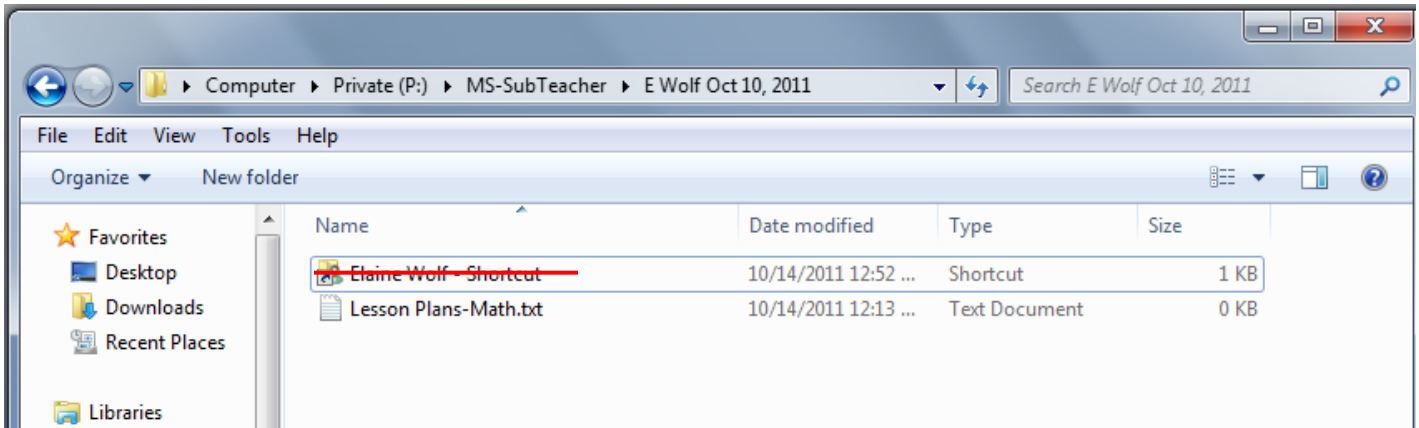 Computer ▸ Private (P:) ▸ MS-SubTeacher ▸ E Wolf Oct 10, 2011 Search E Wolf Oct 10, 2011
File Edit View Tools Help
Organize New folder
Name Date modified Type Size
Favorites
Desktop Elaine Wolf - Shortcut 10/14/2011 12:52 ... Shortcut 1 KB
Downloads Lesson Plans-Math.txt 10/14/2011 12:13 ... Text Document 0 KB
Recent Places
Libraries